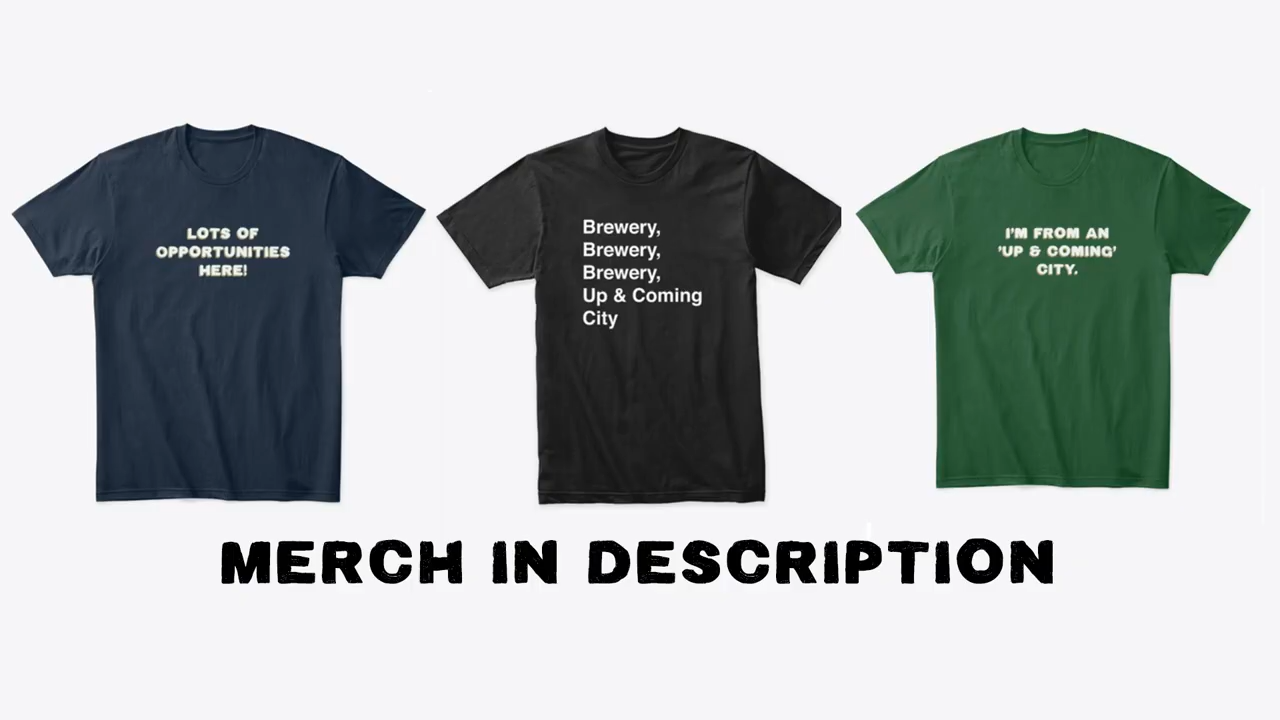 LOTS OF
OPPORTUNITIES
HERE!
Brewery,
Brewery,
Brewery,
Up & Coming
City
I'M FROM AN
'UP & COMING'
CITY.
MERCH IN DESCRIPTION